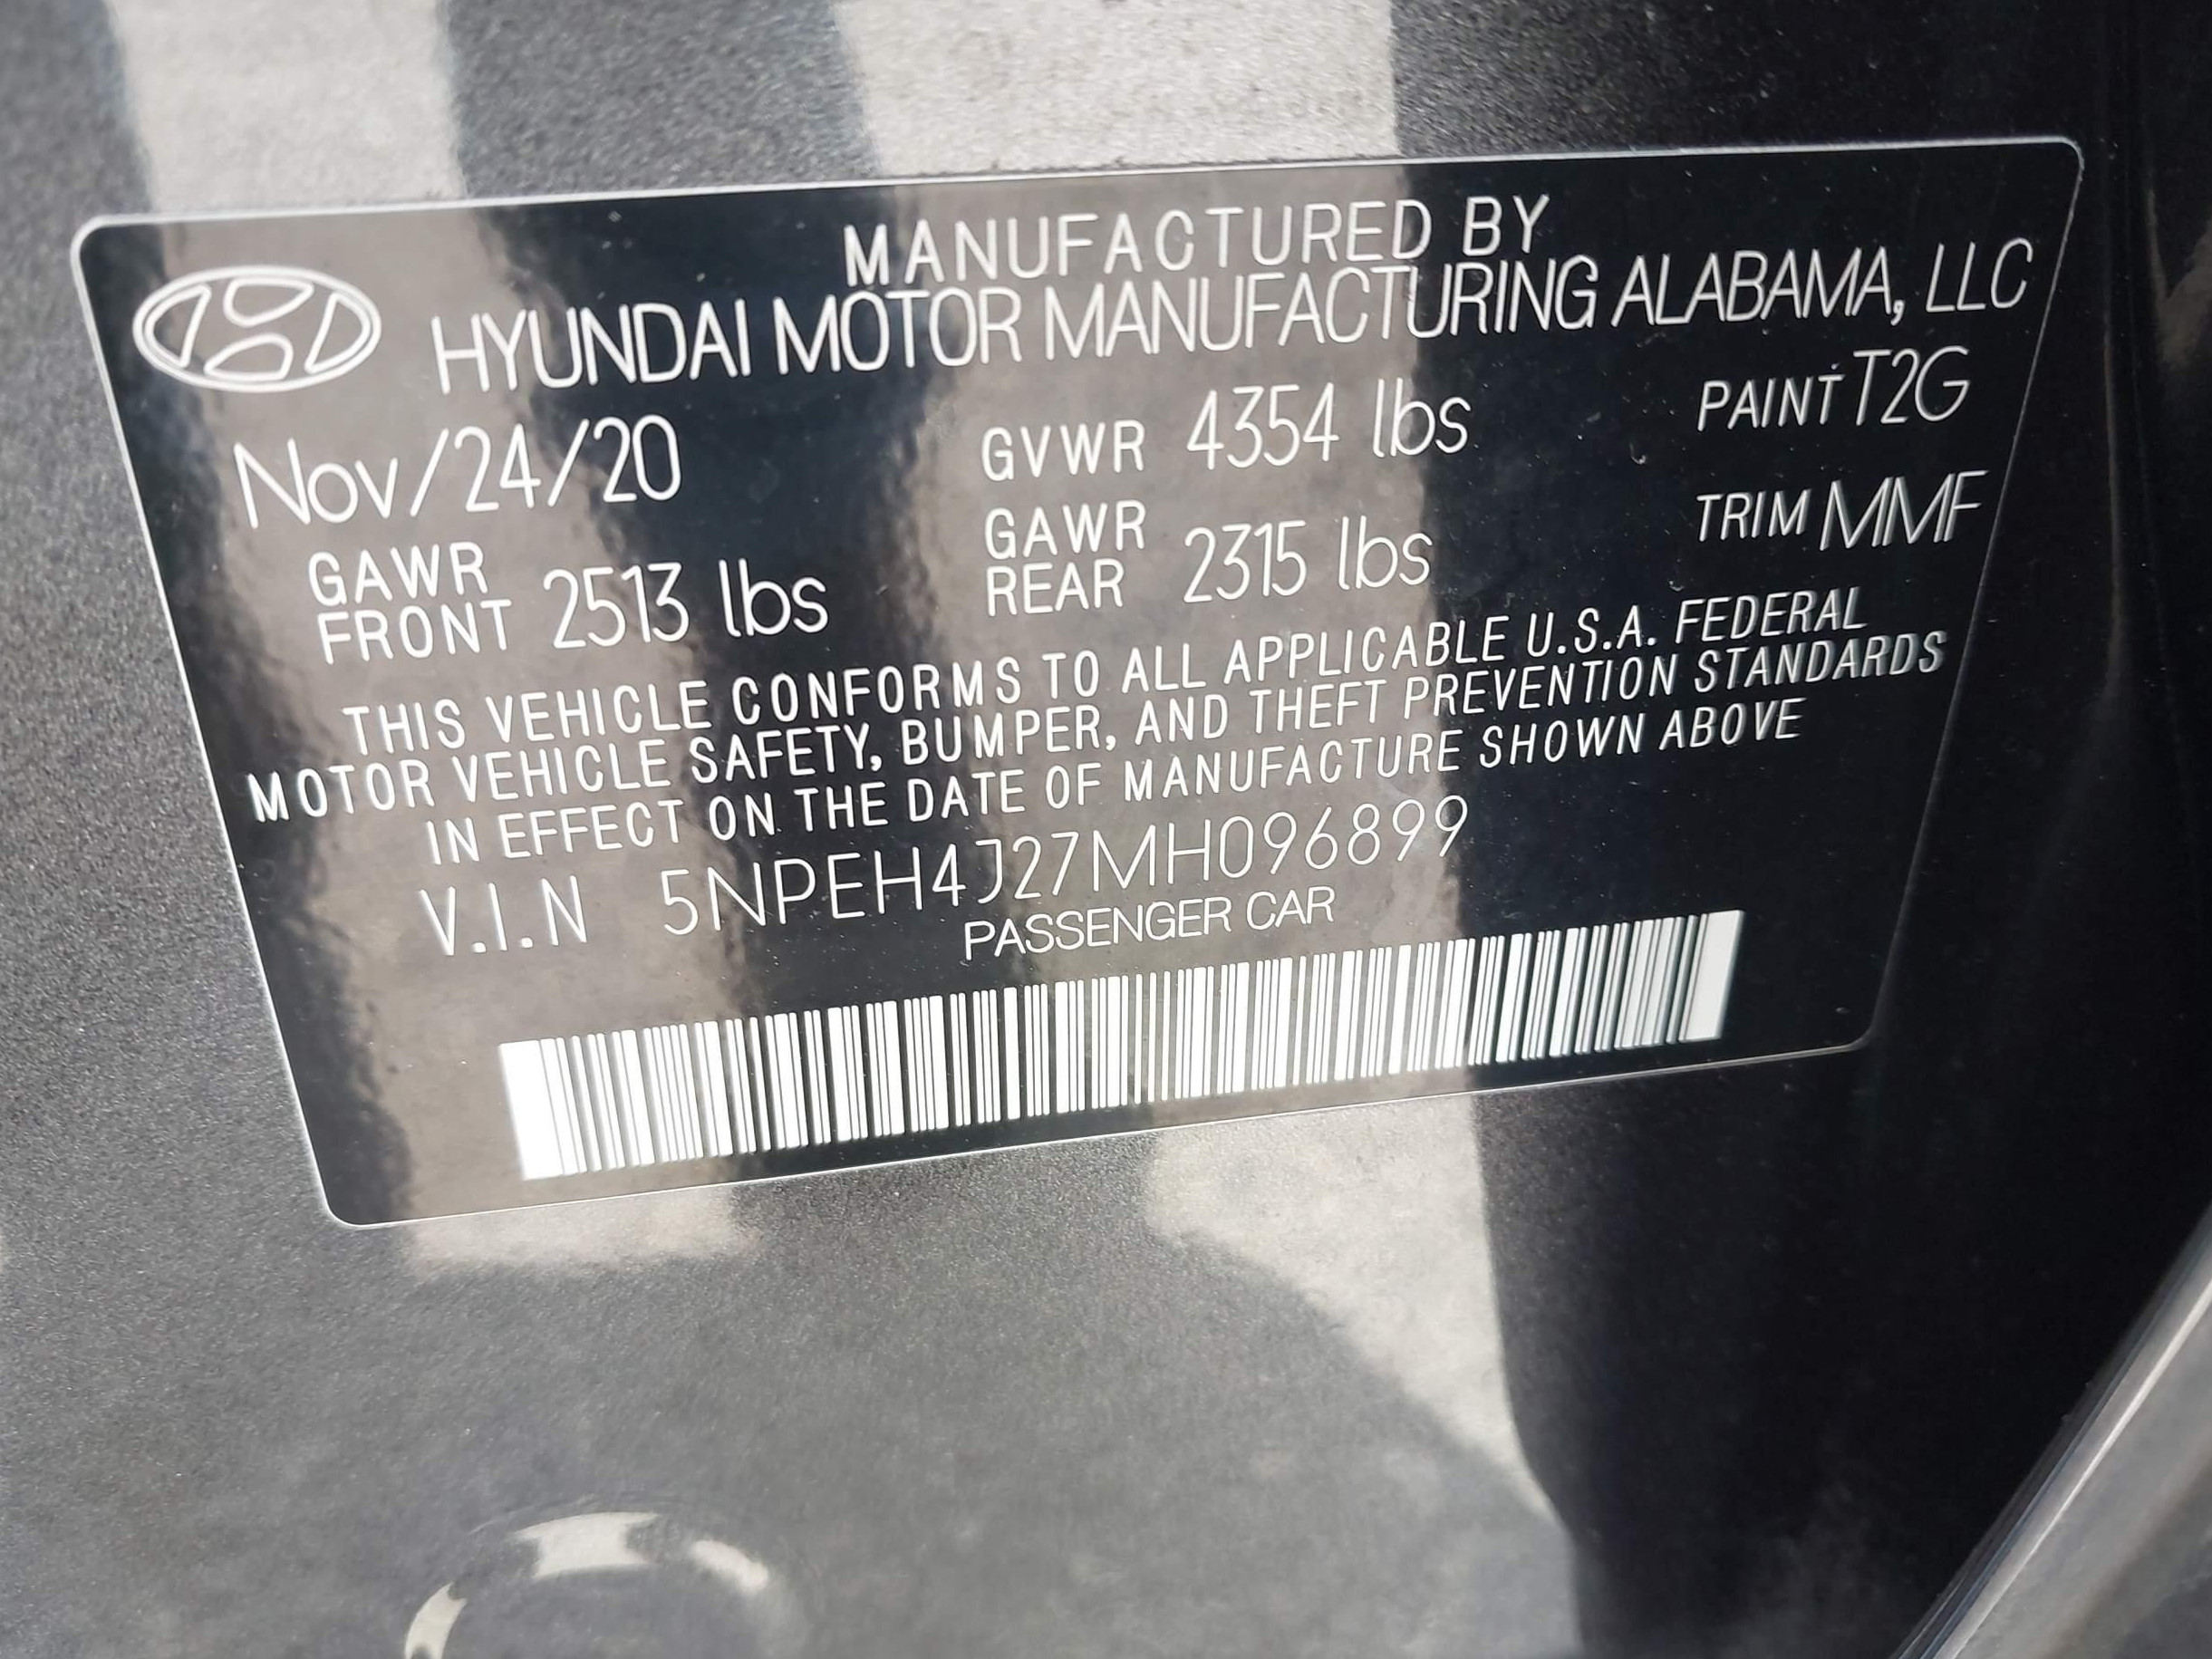 MANUFACTURED BY
HYUNDAI MOTOR MANUFACTURING ALABAMA, LLC
Nov/24/20 GVWR 4354 lbs PAINT T2G
GAWR FRONT 2513 lbs GAWR REAR 2315 lbs TRIM MMF
THIS VEHICLE CONFORMS TO ALL APPLICABLE U.S.A. FEDERAL
MOTOR VEHICLE SAFETY, BUMPER, AND THEFT PREVENTION STANDARDS
IN EFFECT ON THE DATE OF MANUFACTURE SHOWN ABOVE
V.I.N 5NPEH4J27MH096899
PASSENGER CAR